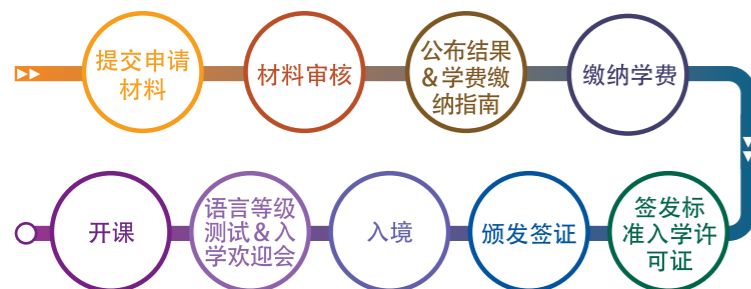 提交申请
材料
材料审核
公布结果
&学费缴
纳指南
缴纳学费
签发标
准入学许
可证
颁发签证
入境
语言等级
测试&入
学欢迎会
开课